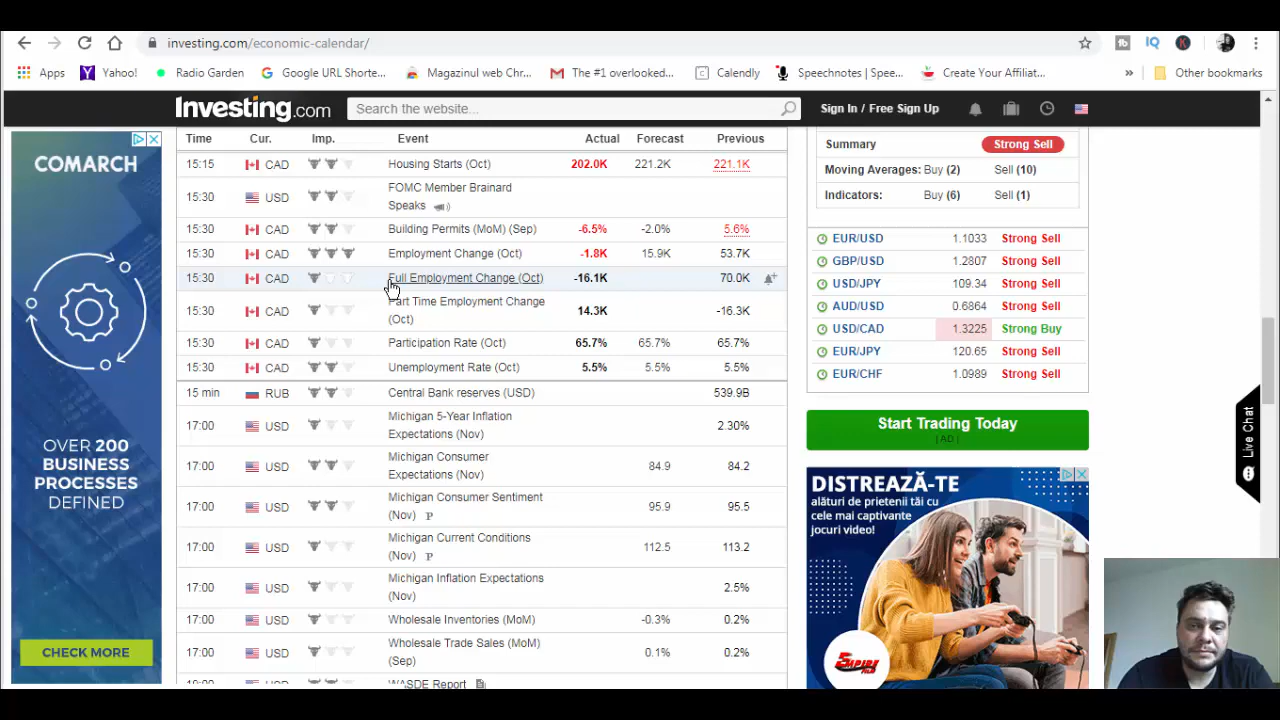 investing.com/economic-calendar/
Apps
Yahoo!
Radio Garden
Google URL Shorte...
Magazinul web Chr...
The #1 overlooked...
Calendly
Speechnotes | Spee...
Create Your Affiliat...
»
Other bookmarks
Investing.com
Search the website...
Sign In / Free Sign Up
COMARCH
OVER 200
BUSINESS
PROCESSES
DEFINED
CHECK MORE
Time Cur. Imp. Event Actual Forecast Previous
15:15 CAD Housing Starts (Oct) 202.0K 221.2K 221.1K
15:30 USD FOMC Member Brainard
Speaks
15:30 CAD Building Permits (MoM) (Sep) -6.5% -2.0% 5.6%
15:30 CAD Employment Change (Oct) -1.8K 15.9K 53.7K
15:30 CAD Full Employment Change (Oct) -16.1K 70.0K
15:30 CAD Part Time Employment Change
(Oct) 14.3K -16.3K
15:30 CAD Participation Rate (Oct) 65.7% 65.7% 65.7%
15:30 CAD Unemployment Rate (Oct) 5.5% 5.5% 5.5%
15 min RUB Central Bank reserves (USD) 539.9B
17:00 USD Michigan 5-Year Inflation
Expectations (Nov) 2.30%
17:00 USD Michigan Consumer
Expectations (Nov) 84.9 84.2
17:00 USD Michigan Consumer Sentiment
(Nov) P 95.9 95.5
17:00 USD Michigan Current Conditions
(Nov) P 112.5 113.2
17:00 USD Michigan Inflation Expectations
(Nov) 2.5%
17:00 USD Wholesale Inventories (MoM) -0.3% 0.2%
17:00 USD Wholesale Trade Sales (MoM)
(Sep) 0.1% 0.2%
WASDE Report
Summary Strong Sell
Moving Averages: Buy (2) Sell (10)
Indicators: Buy (6) Sell (1)
EUR/USD 1.1033 Strong Sell
GBP/USD 1.2807 Strong Sell
USD/JPY 109.34 Strong Sell
AUD/USD 0.6864 Strong Sell
USD/CAD 1.3225 Strong Buy
EUR/JPY 120.65 Strong Sell
EUR/CHF 1.0989 Strong Sell
Start Trading Today
[AD]
DISTREAZĂ-TE
alături de prietenii tăi cu
cele mai captivante
jocuri video!
Live Chat